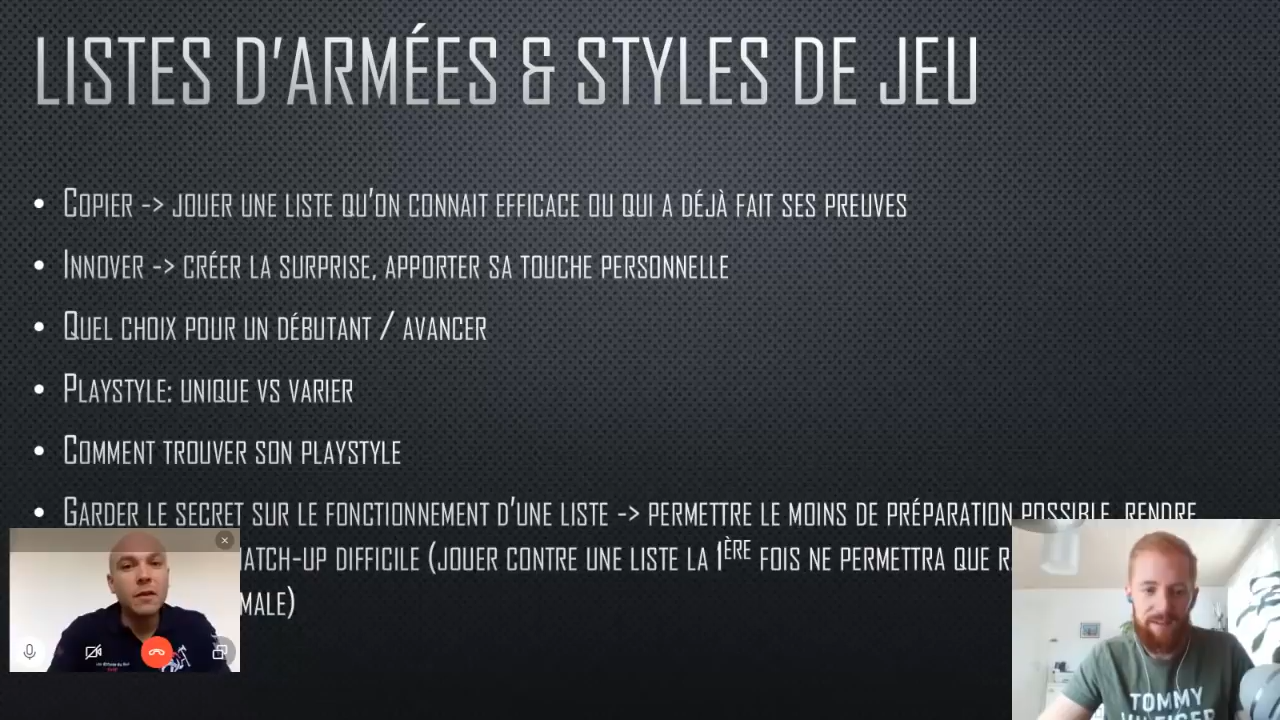 LISTES D'ARMÉES & STYLES DE JEU
• COPIER -> JOUER UNE LISTE QU'ON CONNAIT EFFICACE OU QUI A DÉJÀ FAIT SES PREUVES
• INNOVER -> CRÉER LA SURPRISE, APPORTER SA TOUCHE PERSONNELLE
• QUEL CHOIX POUR UN DÉBUTANT / AVANCER
• PLAYSTYLE: UNIQUE VS VARIER
• COMMENT TROUVER SON PLAYSTYLE
• GARDER LE SECRET SUR LE FONCTIONNEMENT D'UNE LISTE -> PERMETTRE LE MOINS DE PRÉPARATION POSSIBLE, RENDRE
MATCH-UP DIFFICILE (JOUER CONTRE UNE LISTE LA 1ÈRE FOIS NE PERMETTRA QUE
TOMMY
HILFIGER